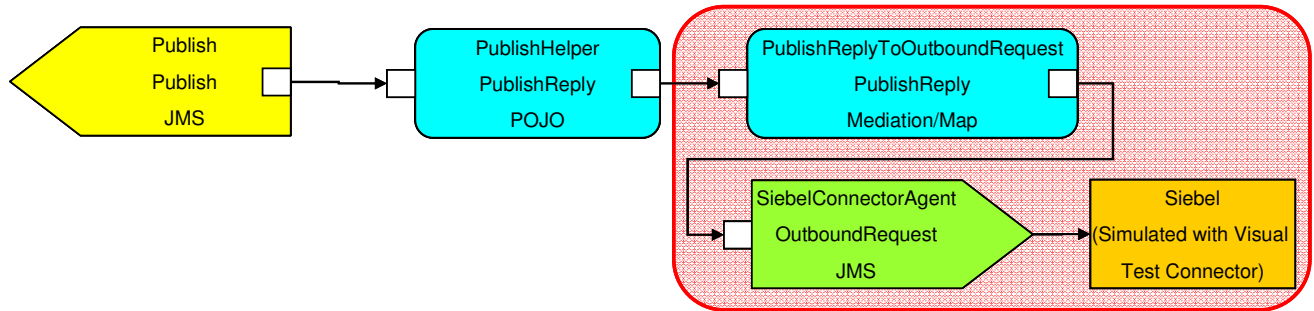 Publish
Publish
JMS
PublishHelper
PublishReply
POJO
PublishReplyToOutboundRequest
PublishReply
Mediation/Map
SiebelConnectorAgent
OutboundRequest
JMS
Siebel
(Simulated with Visual
Test Connector)